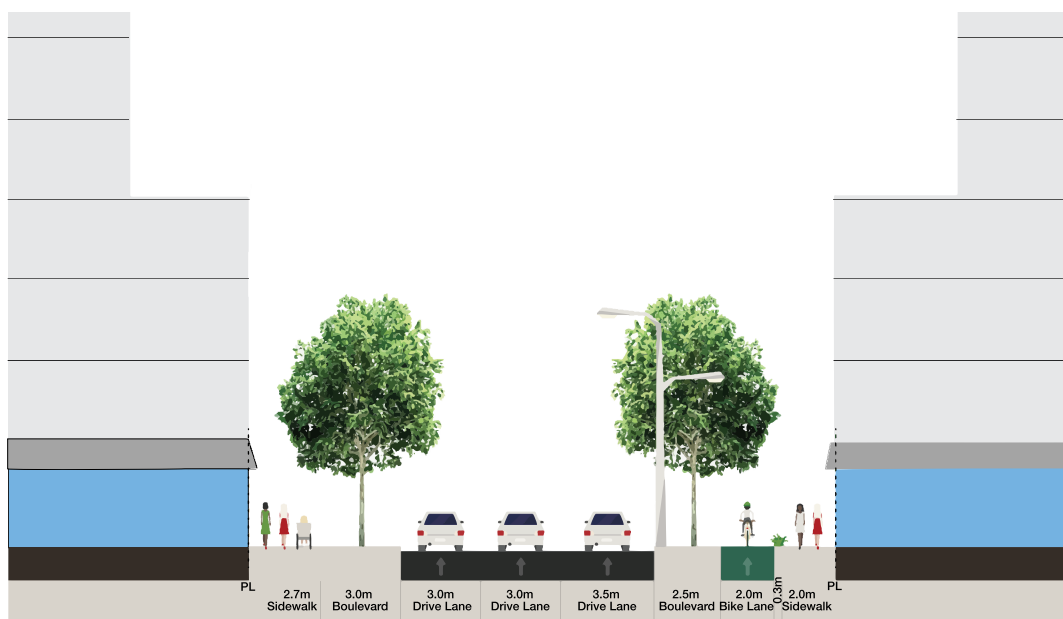 PL
2.7m
Sidewalk
3.0m
Boulevard
3.0m
Drive Lane
3.0m
Drive Lane
3.5m
Drive Lane
2.5m
Boulevard
2.0m
Bike Lane
0.3m
2.0m
Sidewalk
PL